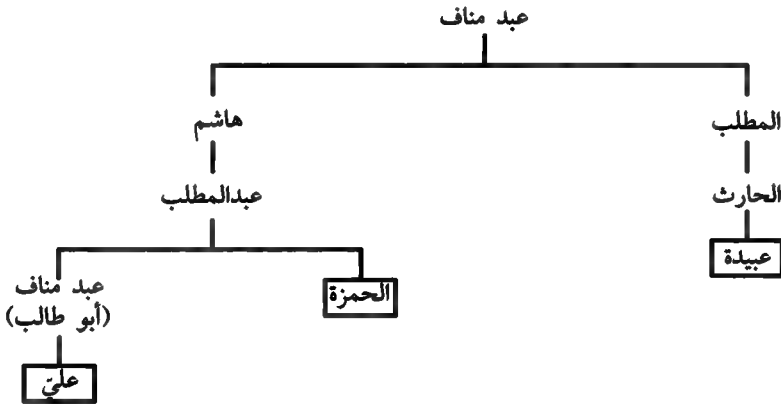 عبد مناف
المطلب
هاشم
الحارث
عبدالمطلب
عبيدة
الحمزة
عبد مناف
(أبو طالب)
عليّ